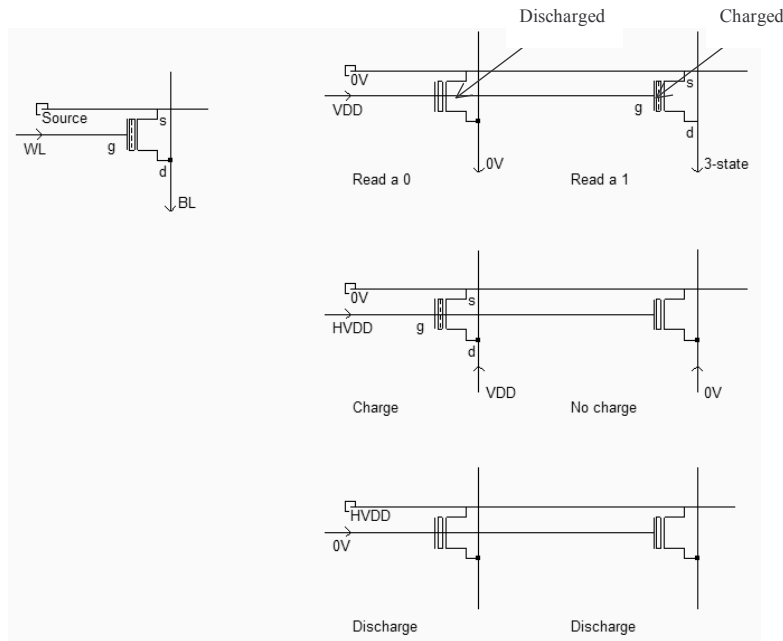 Discharged Charged
Source
s
WL
g
d
BL
0V
VDD
s
g
d
0V
3-state
Read a 0 Read a 1
0V
s
HVDD
g
d
VDD
0V
Charge No charge
HVDD
0V
Discharge Discharge